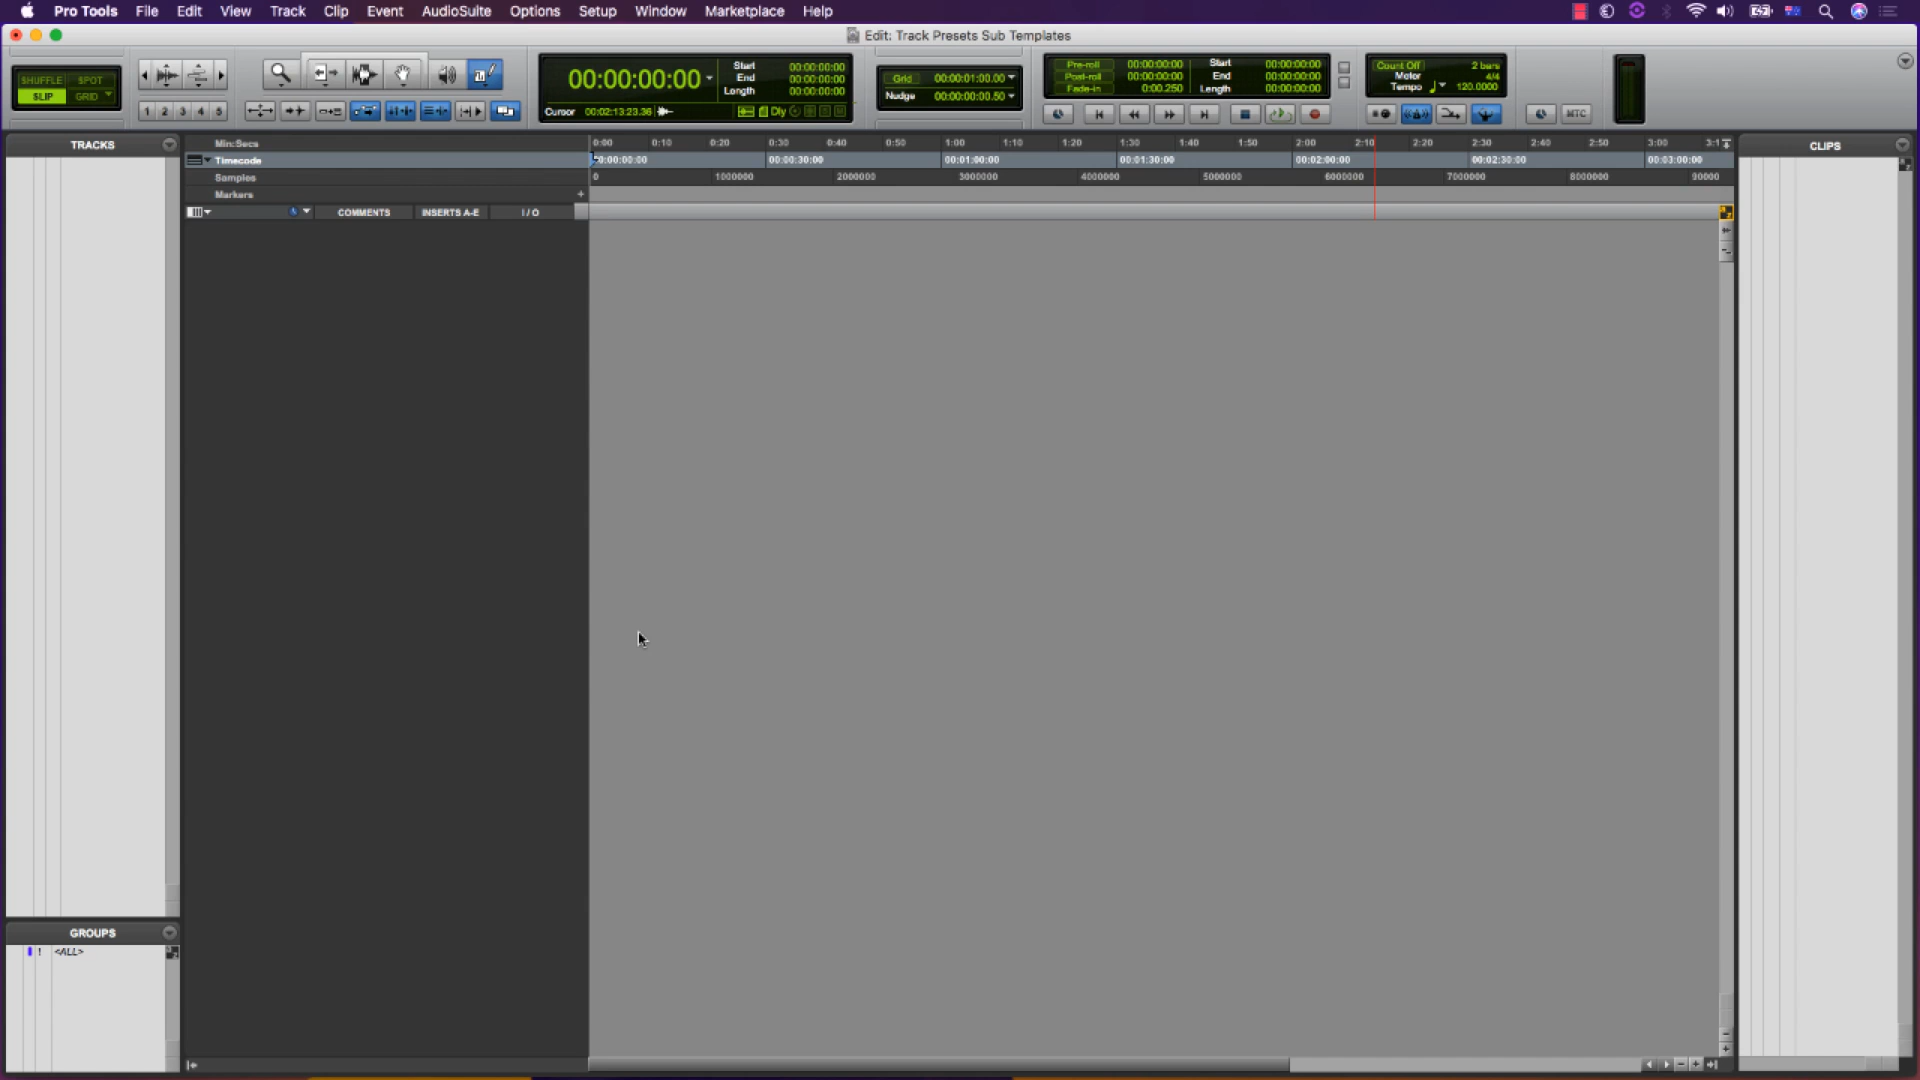 Pro Tools File Edit View Track Clip Event AudioSuite Options Setup Window Marketplace Help
Edit: Track Presets Sub Templates
SHUFFLE SPOT
SLIP GRID
1 2 3 4 5
00:00:00:00
Start 00:00:00:00
End 00:00:00:00
Length 00:00:00:00
Cursor 00:02:13:23.36
Dly
Grid 00:00:01:00.00
Nudge 00:00:00:00.50
Pre-roll 00:00:00:00
Post-roll 00:00:00:00
Fade-in 0:00.250
Start 00:00:00:00
End 00:00:00:00
Length 00:00:00:00
Count Off 2 bars
Meter 4/4
Tempo 120.0000
MTC
TRACKS
Min:Secs 0:00 0:10 0:20 0:30 0:40 0:50 1:00 1:10 1:20 1:30 1:40 1:50 2:00 2:10 2:20 2:30 2:40 2:50 3:00 3:1
Timecode 00:00:00:00 00:00:30:00 00:01:00:00 00:01:30:00 00:02:00:00 00:02:30:00 00:03:00:00
Samples 0 1000000 2000000 3000000 4000000 5000000 6000000 7000000 8000000 90000
Markers
COMMENTS INSERTS A-E I / O
CLIPS
GROUPS
1 <ALL>